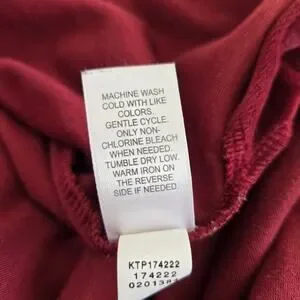 MACHINE WASH
COLD WITH LIKE
COLORS.
GENTLE CYCLE.
ONLY NON-
CHLORINE BLEACH
WHEN NEEDED.
TUMBLE DRY LOW.
WARM IRON ON
THE REVERSE
SIDE IF NEEDED.
KTP174222
174222